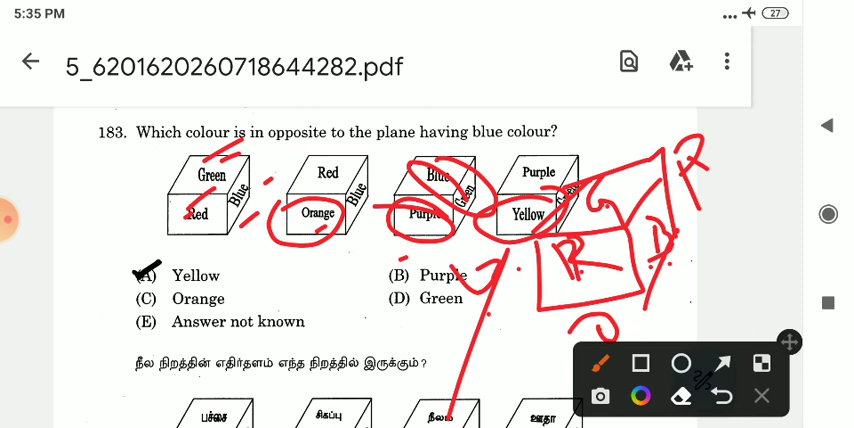 5:35 PM
27
5_6201620260718644282.pdf
183. Which colour is in opposite to the plane having blue colour?
Green Red Blue Purple
Red Blue Orange Blue Purple Green Yellow
(A) Yellow (B) Purple
(C) Orange (D) Green
(E) Answer not known
நீல நிறத்தின் எதிர்தளம் எந்த நிறத்தில் இருக்கும்?
பச்சை சிகப்பு நீலம் ஊதா